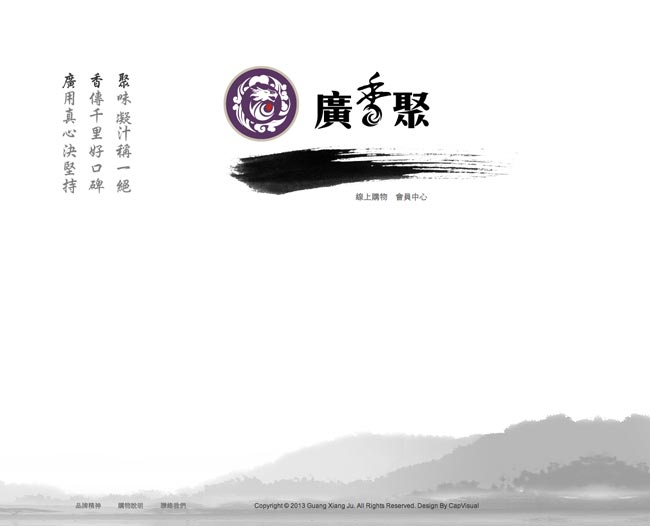 聚味凝汁稱一絕
香傳千里好口碑
廣用真心決堅持
廣香聚
線上購物 會員中心
品牌精神 購物說明 聯絡我們 Copyright © 2013 Guang Xiang Ju. All Rights Reserved. Design By CapVisual